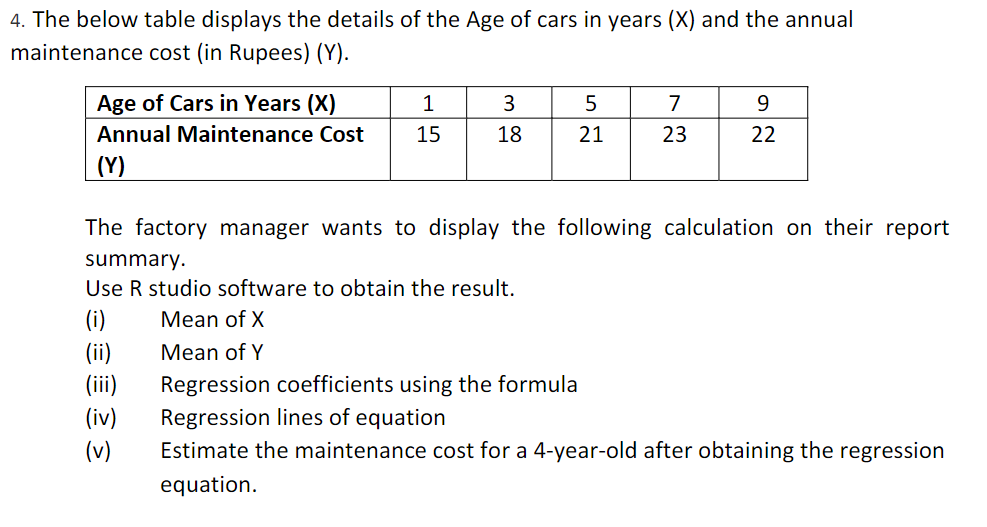 4. The below table displays the details of the Age of cars in years (X) and the annual
maintenance cost (in Rupees) (Y).
Age of Cars in Years (X) 1 3 5 7 9
Annual Maintenance Cost 15 18 21 23 22
(Y)
The factory manager wants to display the following calculation on their report
summary.
Use R studio software to obtain the result.
(i) Mean of X
(ii) Mean of Y
(iii) Regression coefficients using the formula
(iv) Regression lines of equation
(v) Estimate the maintenance cost for a 4-year-old after obtaining the regression
equation.